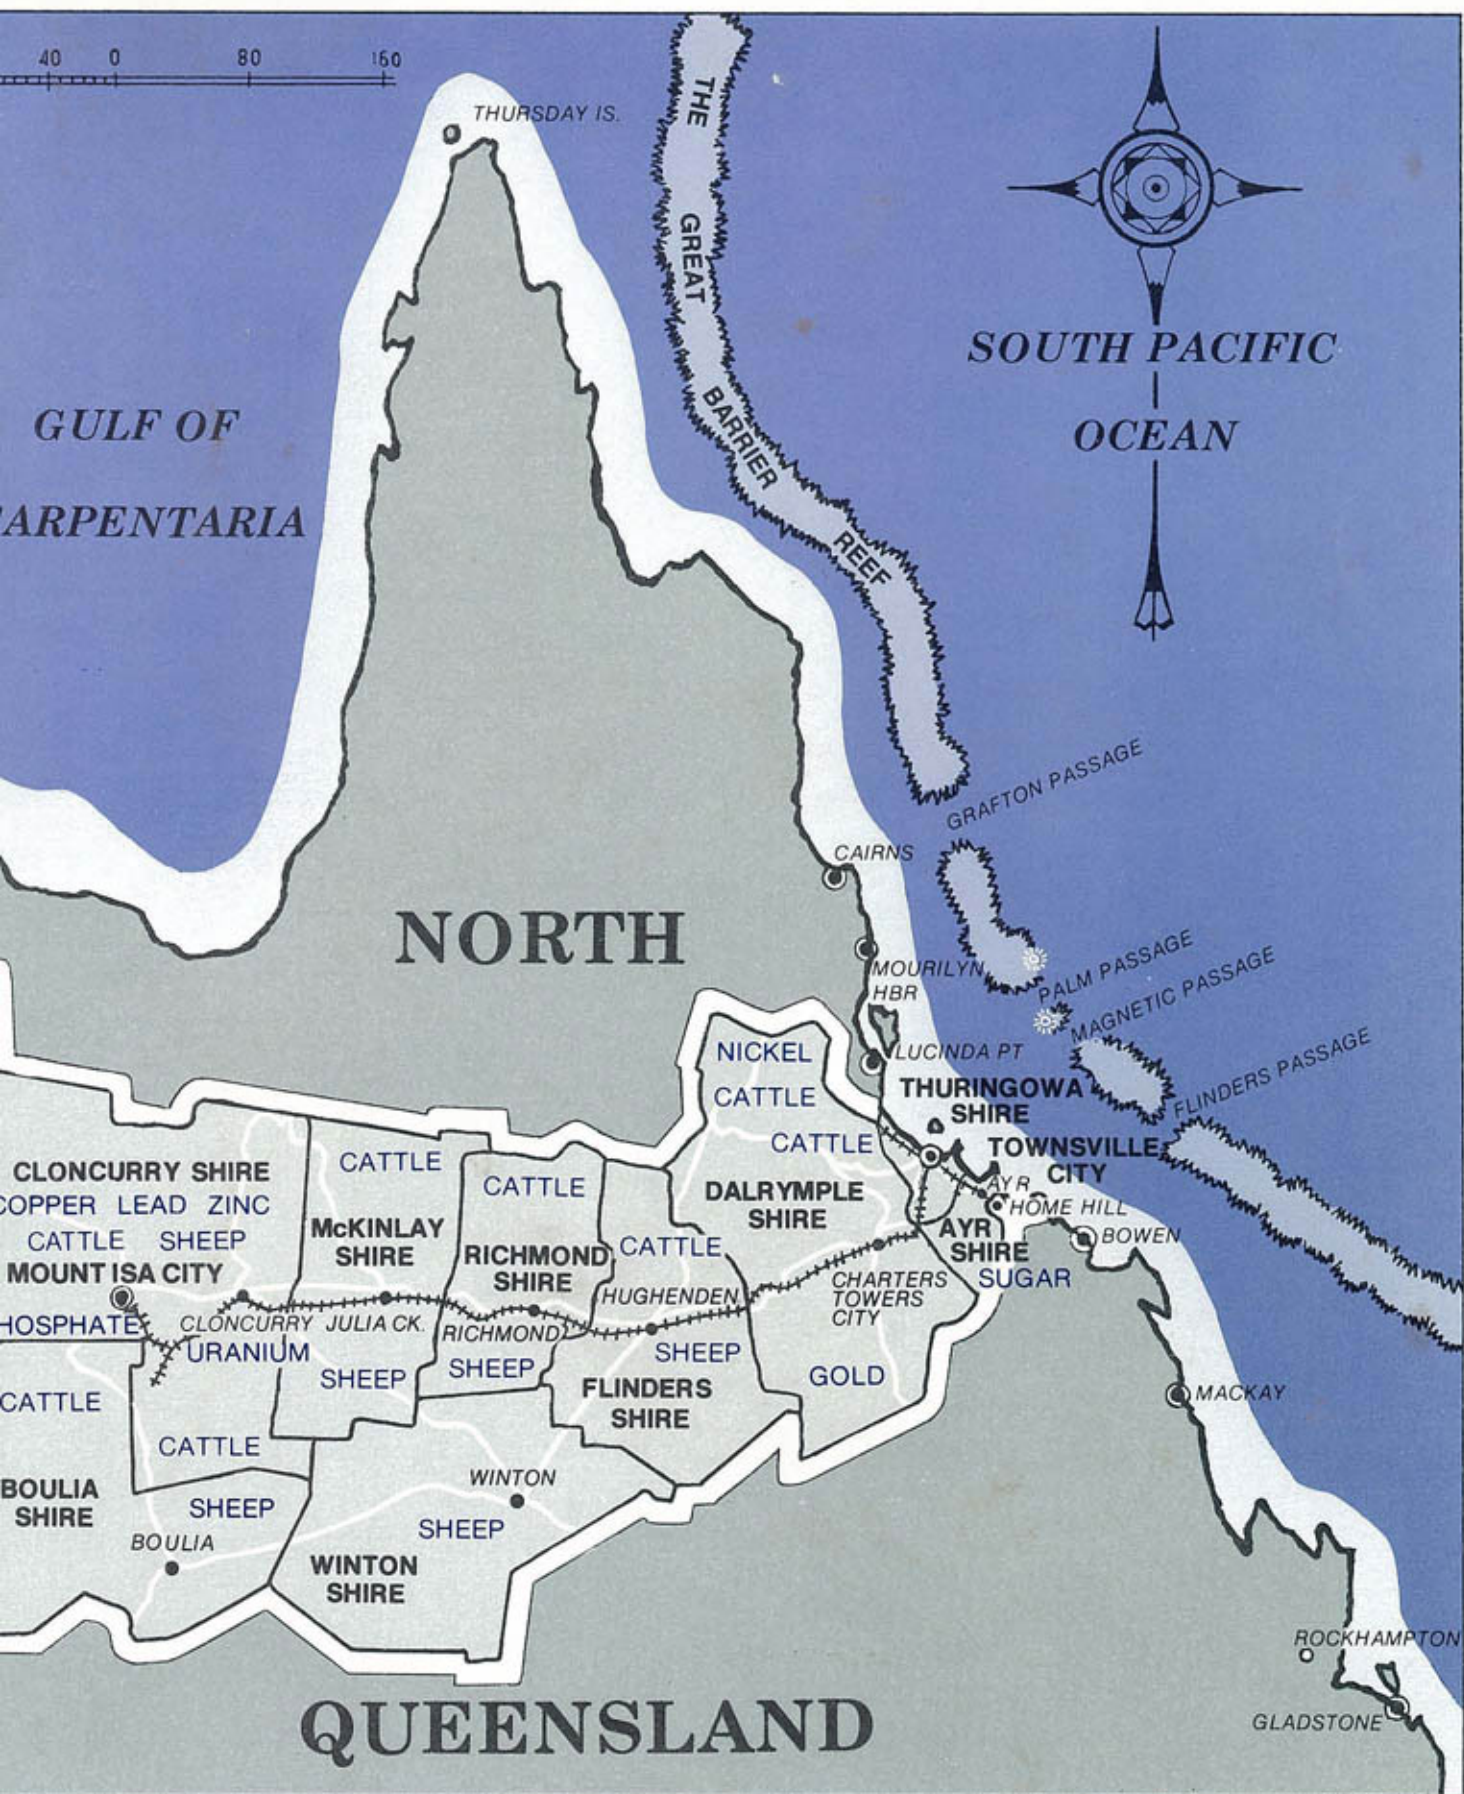 40 0 80 160
THURSDAY IS.
THE
GREAT
BARRIER
REEF
SOUTH PACIFIC
OCEAN
GULF OF
CARPENTARIA
GRAFTON PASSAGE
CAIRNS
NORTH
MOURILYN
HBR
PALM PASSAGE
MAGNETIC PASSAGE
FLINDERS PASSAGE
LUCINDA PT
NICKEL
CATTLE
CATTLE
THURINGOWA
SHIRE
TOWNSVILLE
CITY
AYR
HOME HILL
BOWEN
AYR
SHIRE
SUGAR
DALRYMPLE
SHIRE
CHARTERS
TOWERS
CITY
GOLD
CLONCURRY SHIRE
COPPER LEAD ZINC
CATTLE SHEEP
MOUNT ISA CITY
PHOSPHATE
CLONCURRY
URANIUM
CATTLE
CATTLE
McKINLAY
SHIRE
JULIA CK.
SHEEP
CATTLE
RICHMOND
SHIRE
RICHMOND
SHEEP
CATTLE
HUGHENDEN
SHEEP
FLINDERS
SHIRE
CATTLE
BOULIA
SHIRE
SHEEP
BOULIA
WINTON
SHEEP
WINTON
SHIRE
MACKAY
ROCKHAMPTON
GLADSTONE
QUEENSLAND